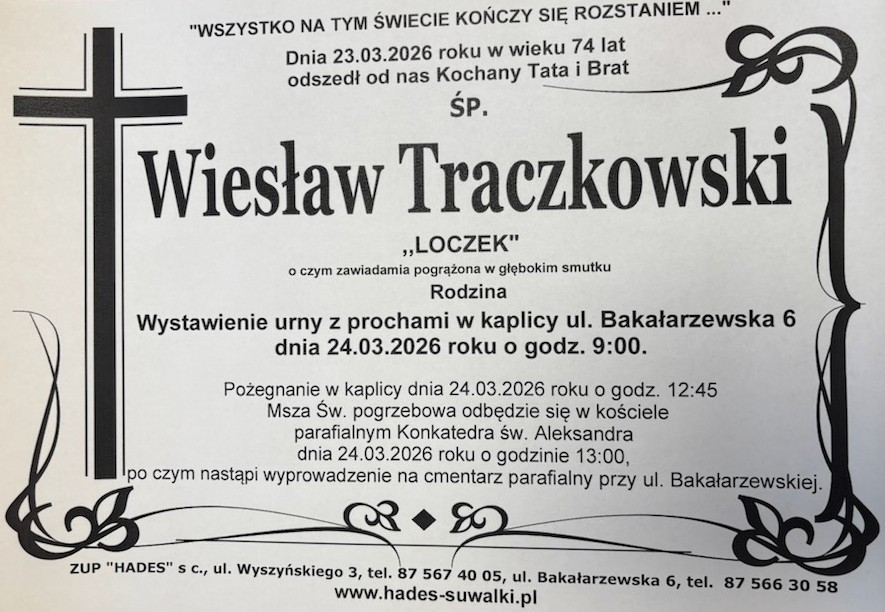 "WSZYSTKO NA TYM ŚWIECIE KOŃCZY SIĘ ROZSTANIEM ..."
Dnia 23.03.2026 roku w wieku 74 lat
odszedł od nas Kochany Tata i Brat
ŚP.
Wiesław Traczkowski
,,LOCZEK"
o czym zawiadamia pogrążona w głębokim smutku
Rodzina
Wystawienie urny z prochami w kaplicy ul. Bakałarzewska 6
dnia 24.03.2026 roku o godz. 9:00.
Pożegnanie w kaplicy dnia 24.03.2026 roku o godz. 12:45
Msza Św. pogrzebowa odbędzie się w kościele
parafialnym Konkatedra św. Aleksandra
dnia 24.03.2026 roku o godzinie 13:00,
po czym nastąpi wyprowadzenie na cmentarz parafialny przy ul. Bakałarzewskiej.
ZUP "HADES" s c., ul. Wyszyńskiego 3, tel. 87 567 40 05, ul. Bakałarzewska 6, tel. 87 566 30 58
www.hades-suwalki.pl